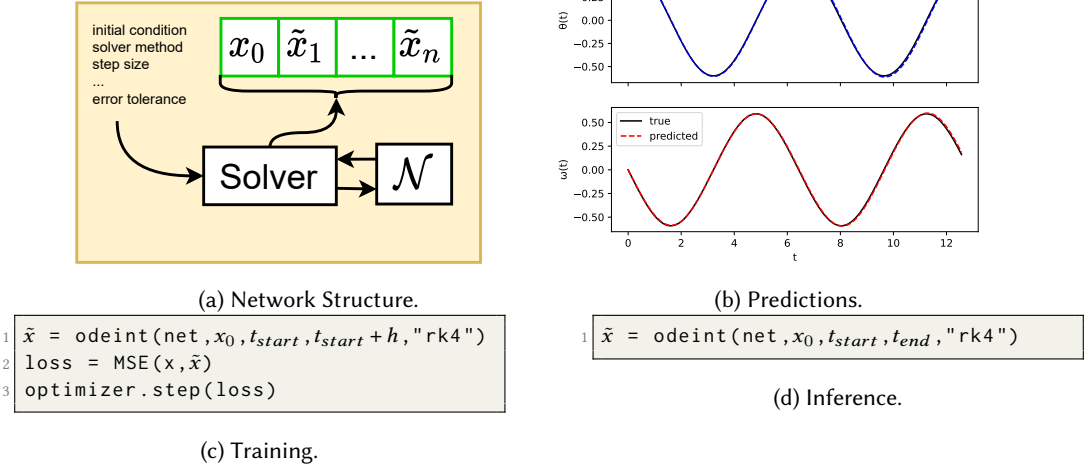 initial condition
solver method
step size
...
error tolerance
x₀ x̃₁ ... x̃ₙ
Solver
𝒩
(a) Network Structure.
θ(t)
0.00
−0.25
−0.50
ω(t)
0.50
0.25
0.00
−0.25
−0.50
true
predicted
0 2 4 6 8 10 12
t
(b) Predictions.
1 x̃ = odeint(net,x₀,t_start,t_start+h,"rk4")
2 loss = MSE(x,x̃)
3 optimizer.step(loss)
(c) Training.
1 x̃ = odeint(net,x₀,t_start,t_end,"rk4")
(d) Inference.